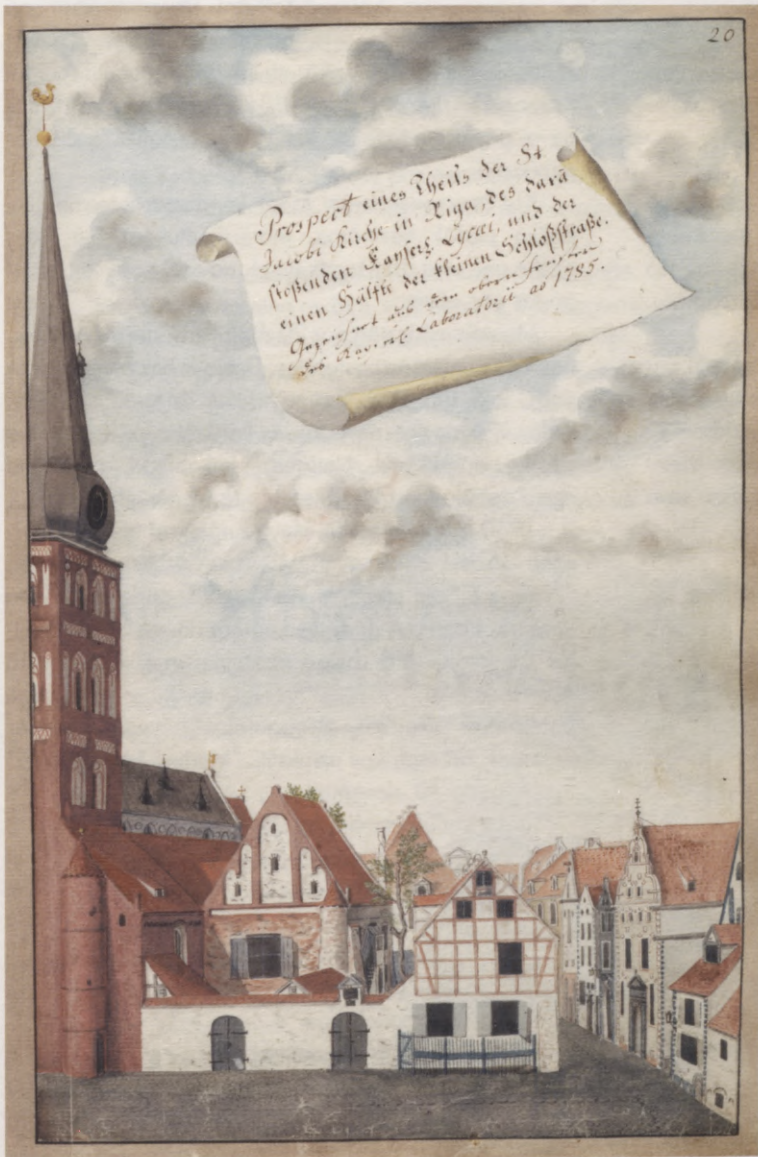 20
Prospect eines Theils der St.
Jacobi Kirche in Riga, des dara
stoßenden Kayserl. Lycei, und der
einen Hälfte der kleinen Schloßstraße.
Gezeichnet aus dem obern Fenster
des Kayserl. Laboratorii ao 1785.